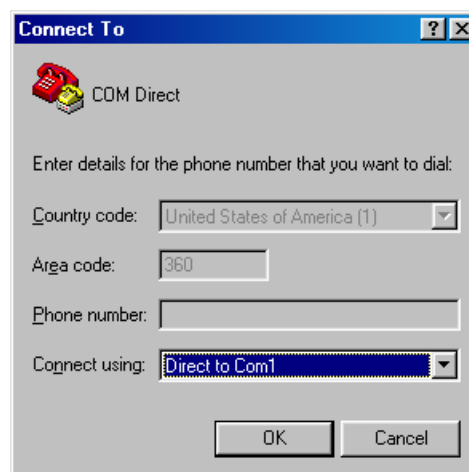 Connect To
COM Direct
Enter details for the phone number that you want to dial:
Country code: United States of America (1)
Area code: 360
Phone number:
Connect using: Direct to Com1
OK Cancel